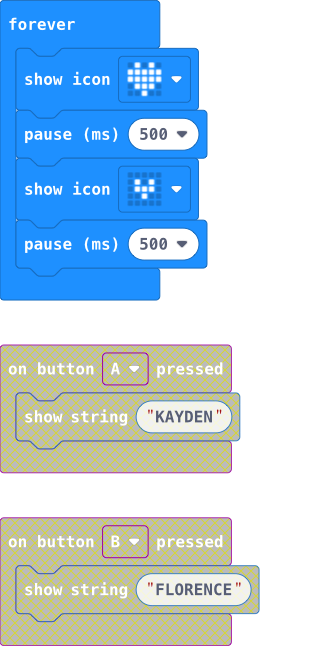 forever
show icon
pause (ms) 500
show icon
pause (ms) 500
on button A pressed
show string "KAYDEN"
on button B pressed
show string "FLORENCE"